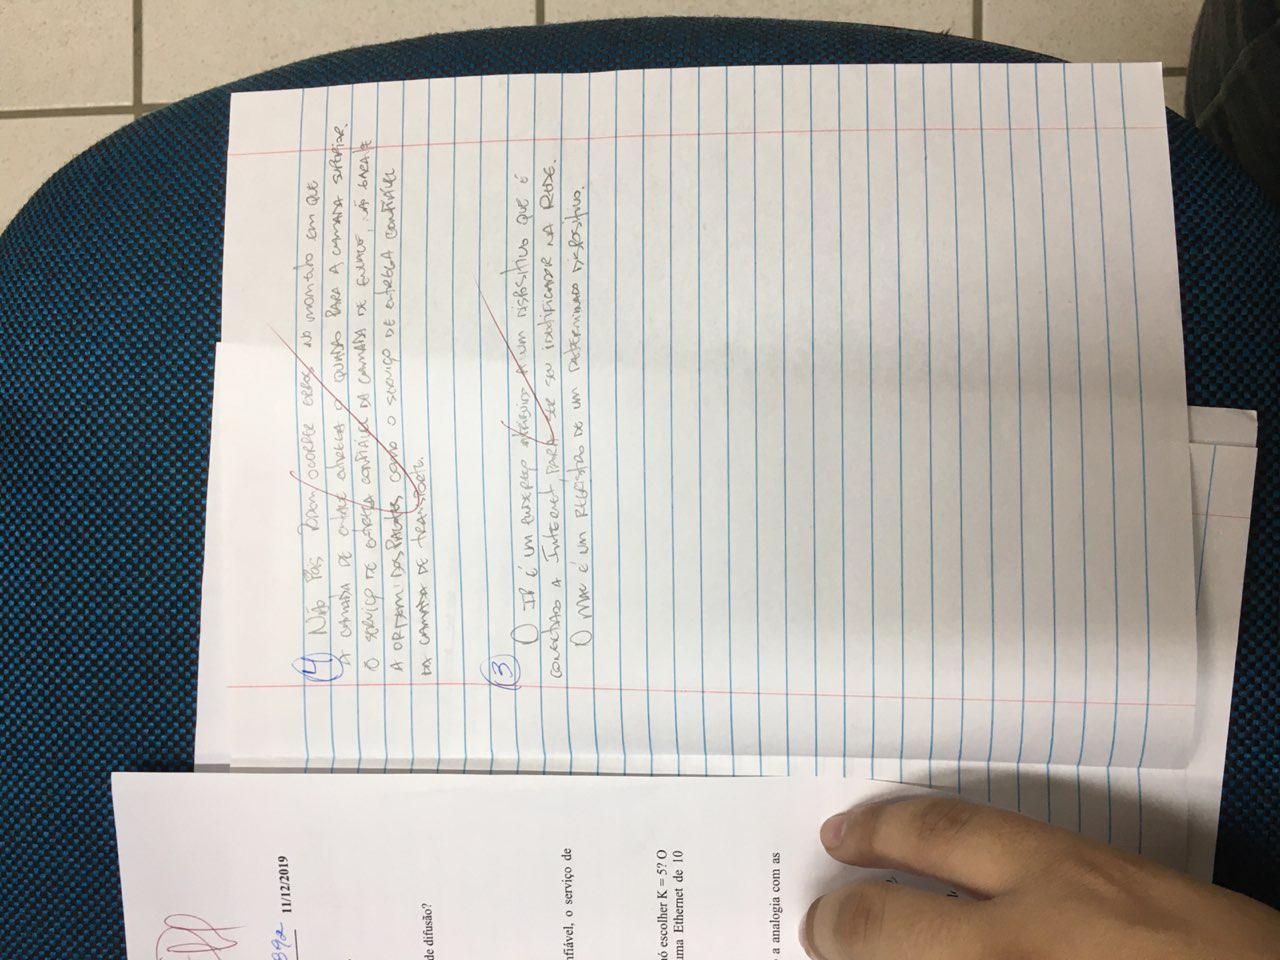 11/12/2019
de difusão?
nfiável, o serviço de
nó escolher K = 5? O
uma Ethernet de 10
a analogia com as
4 Não pois podem ocorrer erros no momento em que
a camada de enlace entrega o quadro para a camada superior.
O serviço de entrega confiável da camada de enlace, não garante
a ordem dos pacotes como o serviço de entrega confiável
da camada de transporte.
3
O IP é um endereço atribuído a um dispositivo que é
conectado a Internet, para ser seu identificador na rede.
O MAC é um registro de um determinado dispositivo.